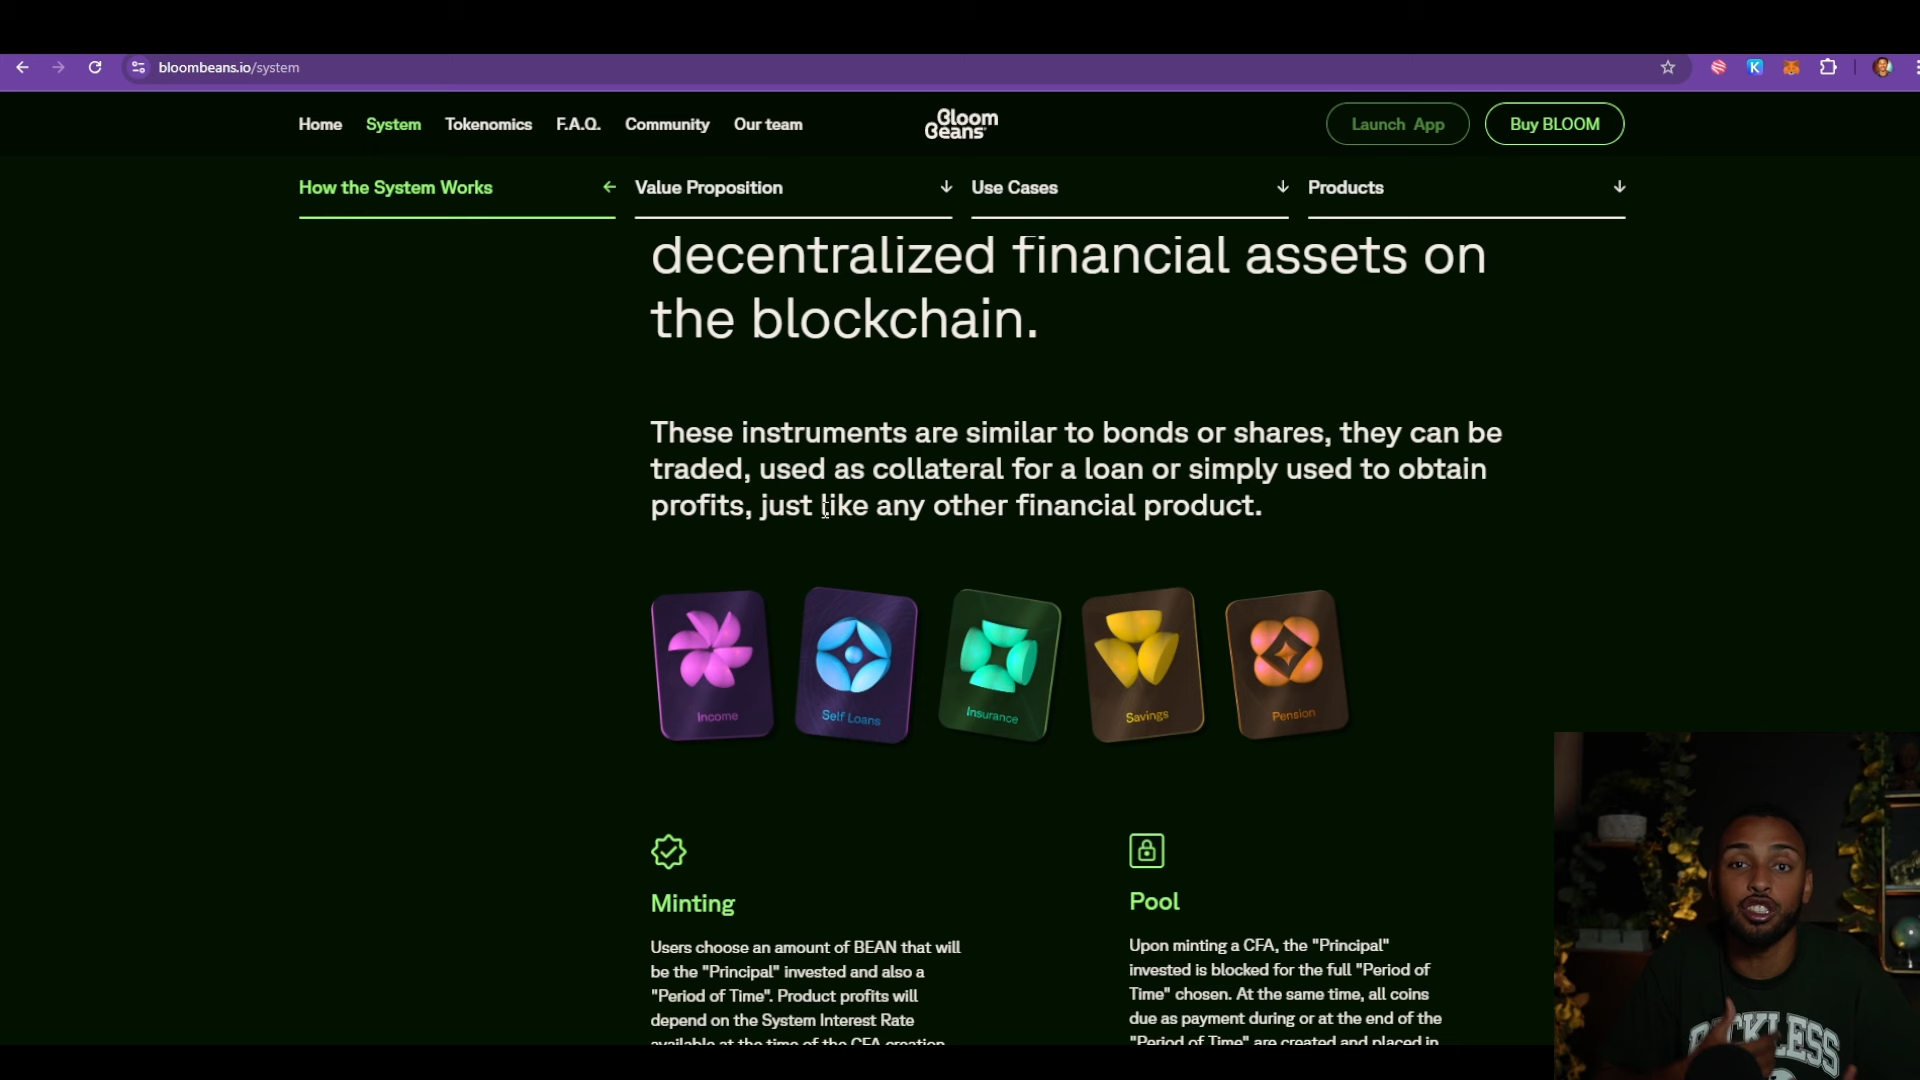 bloombeans.io/system
Home System Tokenomics F.A.Q. Community Our team
Bloom
Beans
Launch App Buy BLOOM
How the System Works Value Proposition Use Cases Products
decentralized financial assets on
the blockchain.
These instruments are similar to bonds or shares, they can be
traded, used as collateral for a loan or simply used to obtain
profits, just like any other financial product.
Income Self Loans Insurance Savings Pension
Minting
Users choose an amount of BEAN that will
be the "Principal" invested and also a
"Period of Time". Product profits will
depend on the System Interest Rate
available at the time of the CFA creation
Pool
Upon minting a CFA, the "Principal"
invested is blocked for the full "Period of
Time" chosen. At the same time, all coins
due as payment during or at the end of the
"Period of Time" are created and placed in
K